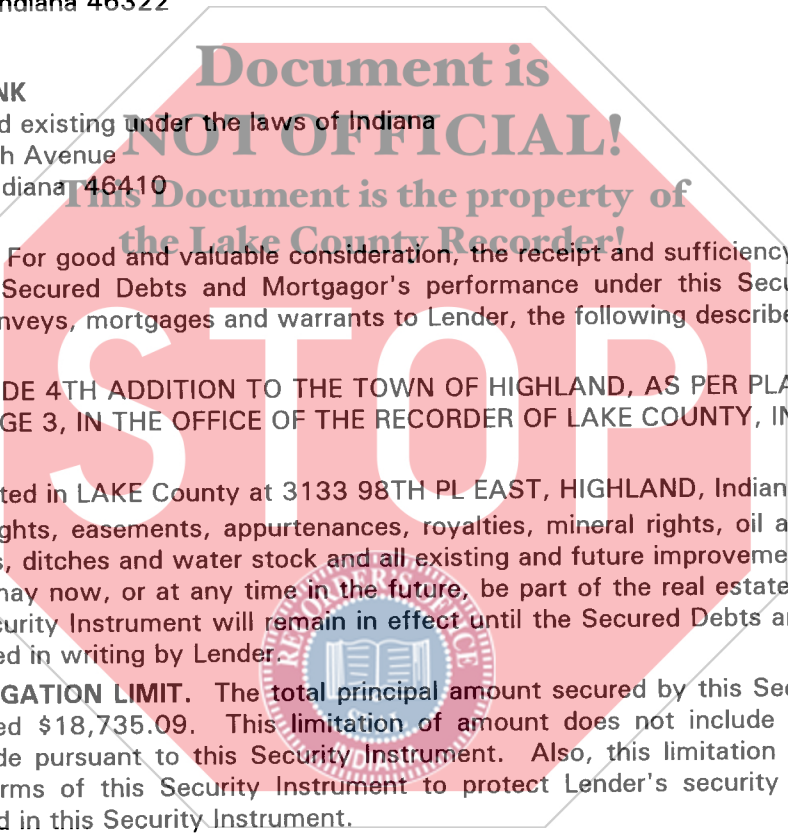 ndiana 46322
Document is
NK
d existing under the laws of Indiana
NOT OFFICIAL!
h Avenue
diana 46410
This Document is the property of
the Lake County Recorder!
For good and valuable consideration, the receipt and sufficiency
Secured Debts and Mortgagor's performance under this Secu
nveys, mortgages and warrants to Lender, the following describe
STOP
DE 4TH ADDITION TO THE TOWN OF HIGHLAND, AS PER PLA
GE 3, IN THE OFFICE OF THE RECORDER OF LAKE COUNTY, IN
ted in LAKE County at 3133 98TH PL EAST, HIGHLAND, Indian
ghts, easements, appurtenances, royalties, mineral rights, oil a
s, ditches and water stock and all existing and future improveme
may now, or at any time in the future, be part of the real estate
curity Instrument will remain in effect until the Secured Debts a
ed in writing by Lender.
RECORDER'S OFFICE
SEAL
INDIANA
GATION LIMIT. The total principal amount secured by this Sec
ed $18,735.09. This limitation of amount does not include
de pursuant to this Security Instrument. Also, this limitation
rms of this Security Instrument to protect Lender's security
d in this Security Instrument.